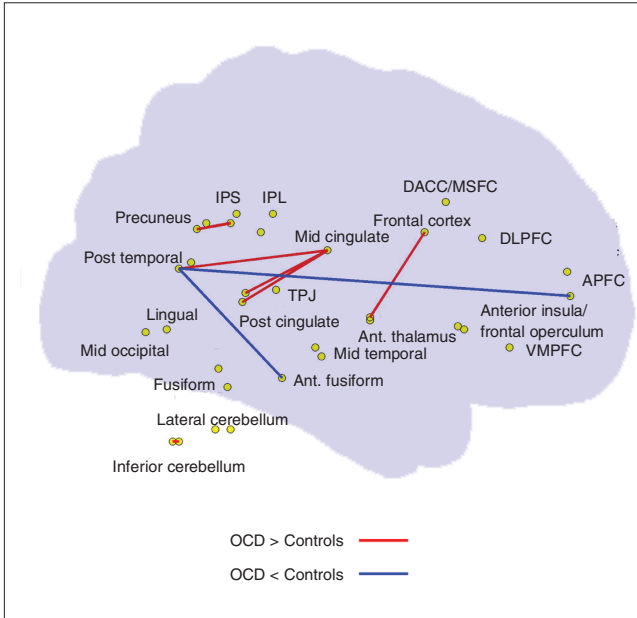 DACC/MSFC
IPS
IPL
Precuneus
Frontal cortex
Mid cingulate
DLPFC
Post temporal
APFC
TPJ
Lingual
Post cingulate
Anterior insula/
frontal operculum
Ant. thalamus
Mid occipital
Mid temporal
VMPFC
Fusiform
Ant. fusiform
Lateral cerebellum
Inferior cerebellum
OCD > Controls
OCD < Controls